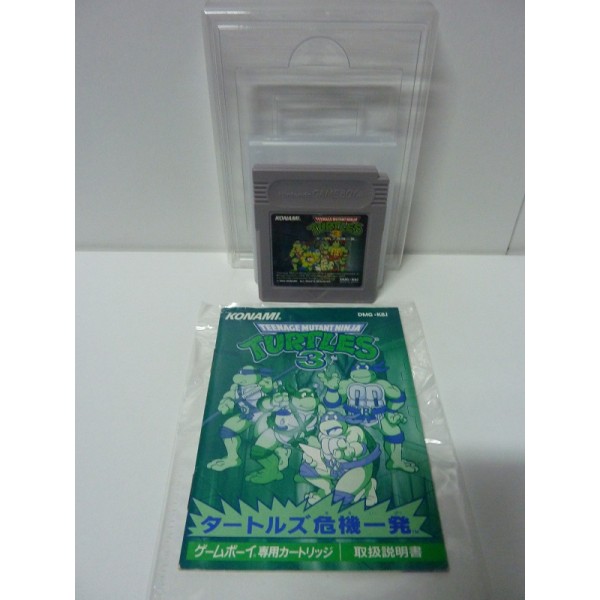 KONAMI
TEENAGE MUTANT NINJA
TURTLES
3
KONAMI. DMG-KAJ
TEENAGE MUTANT NINJA
TURTLES
3
タートルズ危機一発
ゲームボーイ専用カートリッジ 取扱説明書